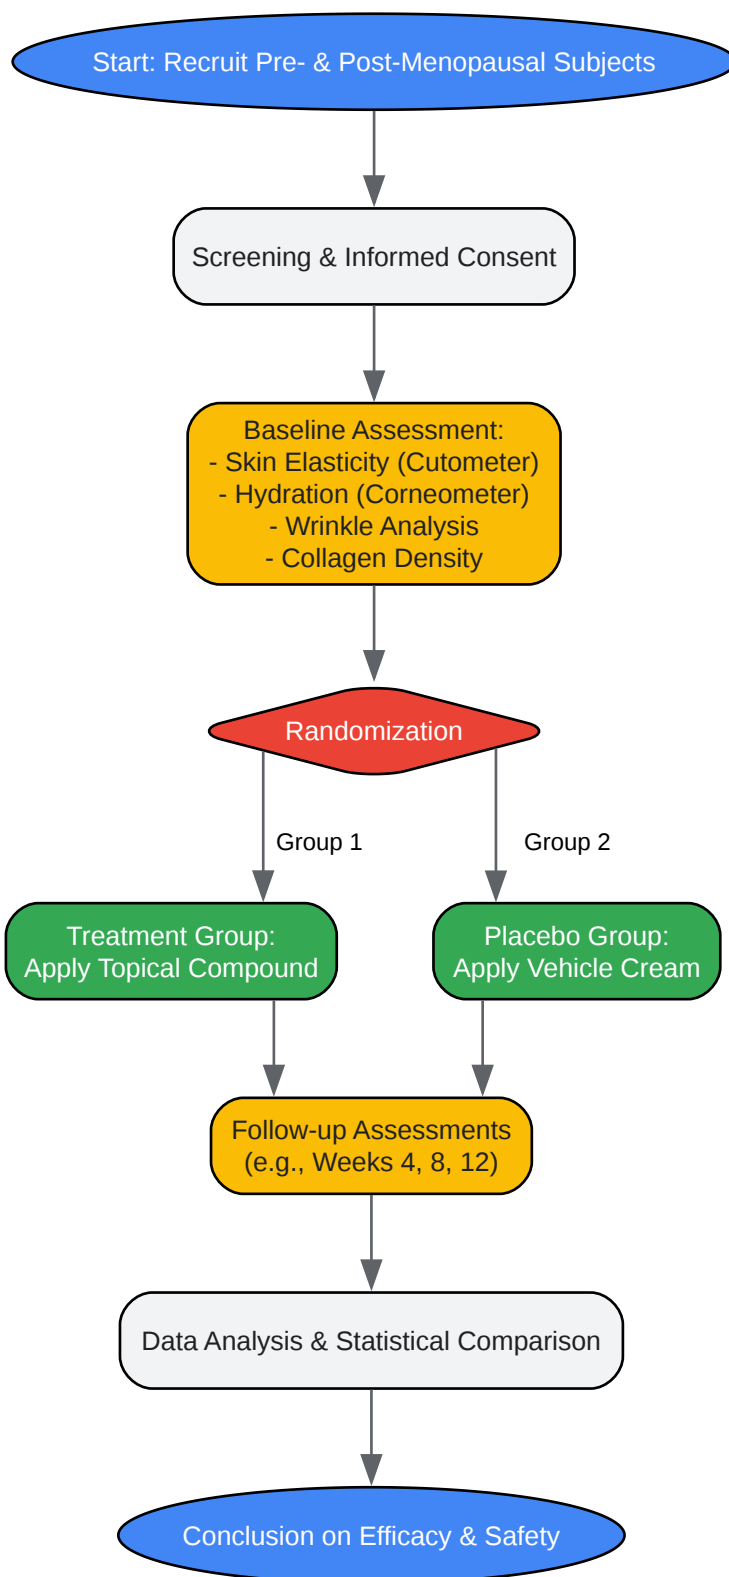 Start: Recruit Pre- & Post-Menopausal Subjects
Screening & Informed Consent
Baseline Assessment:
- Skin Elasticity (Cutometer)
- Hydration (Corneometer)
- Wrinkle Analysis
- Collagen Density
Randomization
Group 1
Group 2
Treatment Group:
Apply Topical Compound
Placebo Group:
Apply Vehicle Cream
Follow-up Assessments
(e.g., Weeks 4, 8, 12)
Data Analysis & Statistical Comparison
Conclusion on Efficacy & Safety